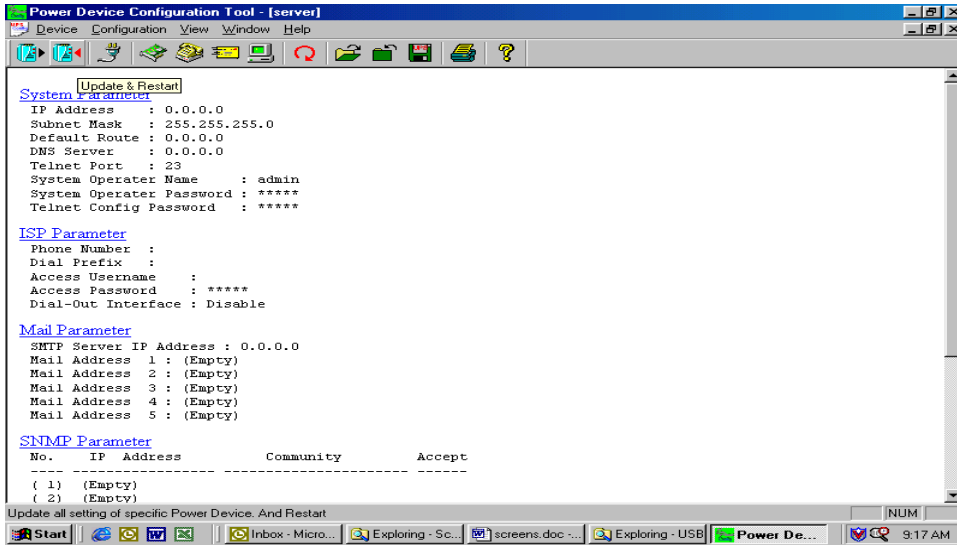 Power Device Configuration Tool - [server]
Device Configuration View Window Help
Update & Restart
System Parameter
IP Address : 0.0.0.0
Subnet Mask : 255.255.255.0
Default Route : 0.0.0.0
DNS Server : 0.0.0.0
Telnet Port : 23
System Operater Name : admin
System Operater Password : *****
Telnet Config Password : *****
ISP Parameter
Phone Number :
Dial Prefix :
Access Username :
Access Password : *****
Dial-Out Interface : Disable
Mail Parameter
SMTP Server IP Address : 0.0.0.0
Mail Address 1 : (Empty)
Mail Address 2 : (Empty)
Mail Address 3 : (Empty)
Mail Address 4 : (Empty)
Mail Address 5 : (Empty)
SNMP Parameter
No. IP Address Community Accept
---- ----------------- ---------------------- ------
( 1) (Empty)
( 2) (Empty)
Update all setting of specific Power Device. And Restart NUM
Start Inbox - Micro... Exploring - Sc... screens.doc -... Exploring - USB Power De... 9:17 AM